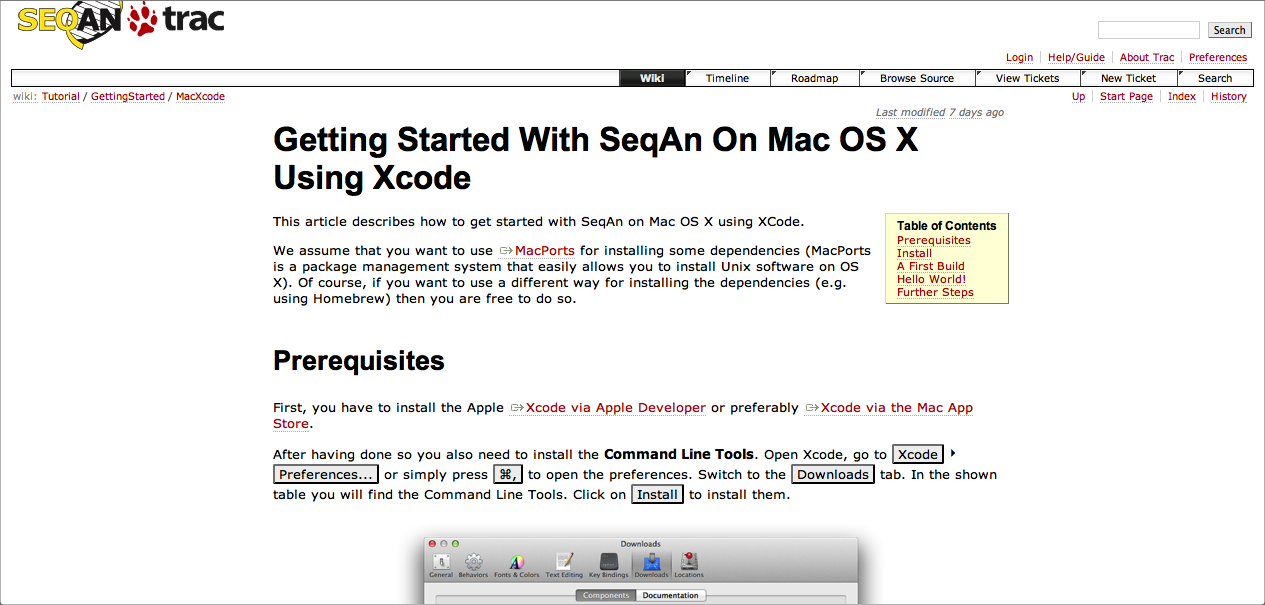 SEQAN trac
Search
Login Help/Guide About Trac Preferences
Wiki Timeline Roadmap Browse Source View Tickets New Ticket Search
wiki: Tutorial / GettingStarted / MacXcode
Up Start Page Index History
Last modified 7 days ago
Getting Started With SeqAn On Mac OS X
Using Xcode
This article describes how to get started with SeqAn on Mac OS X using XCode.
We assume that you want to use MacPorts for installing some dependencies (MacPorts
is a package management system that easily allows you to install Unix software on OS
X). Of course, if you want to use a different way for installing the dependencies (e.g.
using Homebrew) then you are free to do so.
Table of Contents
Prerequisites
Install
A First Build
Hello World!
Further Steps
Prerequisites
First, you have to install the Apple Xcode via Apple Developer or preferably Xcode via the Mac App
Store.
After having done so you also need to install the Command Line Tools. Open Xcode, go to Xcode
Preferences... or simply press ⌘, to open the preferences. Switch to the Downloads tab. In the shown
table you will find the Command Line Tools. Click on Install to install them.
Downloads
General Behaviors Fonts & Colors Text Editing Key Bindings Downloads Locations
Components Documentation